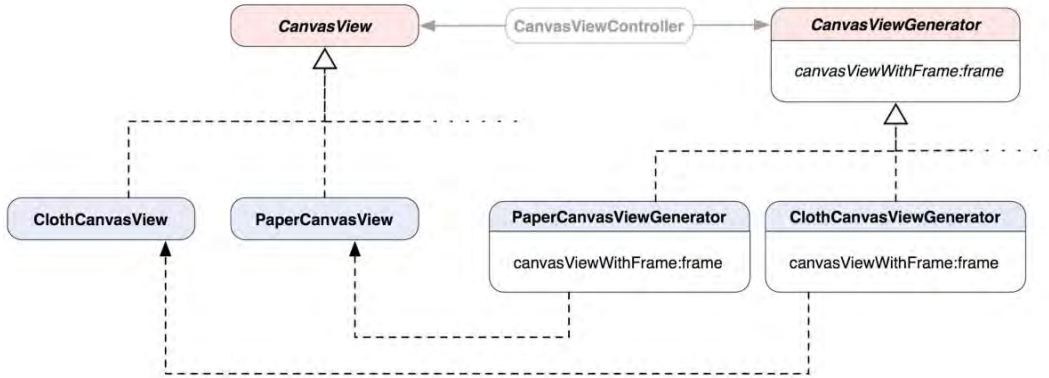 CanvasView
CanvasViewController
CanvasViewGenerator
canvasViewWithFrame:frame
ClothCanvasView
PaperCanvasView
PaperCanvasViewGenerator
ClothCanvasViewGenerator
canvasViewWithFrame:frame
canvasViewWithFrame:frame